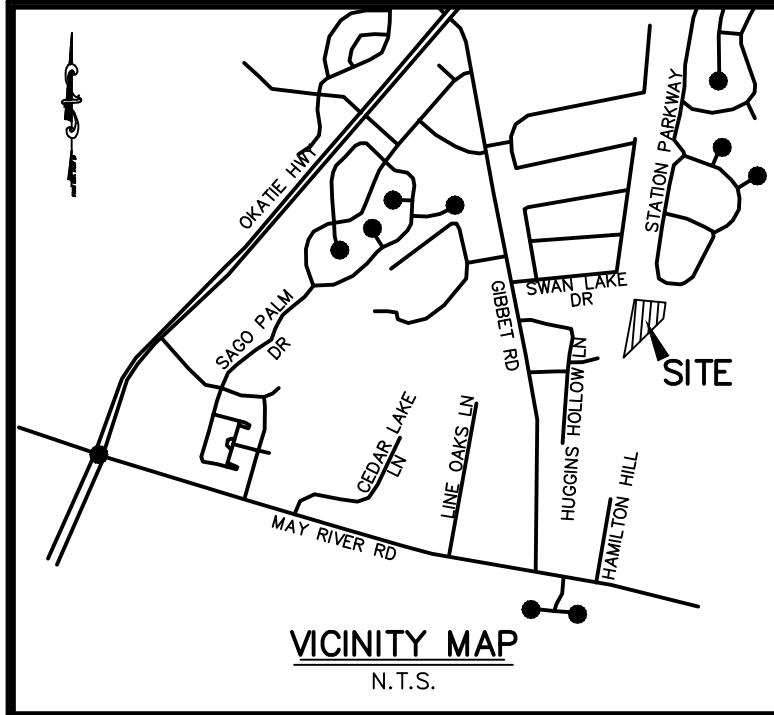 STATION PARKWAY
OKATIE HWY
SWAN LAKE
DR
GIBBET RD
SAGO PALM
DR
SITE
HUGGINS HOLLOW LN
CEDAR LAKE
LN
LINE OAKS LN
HAMILTON HILL
MAY RIVER RD
VICINITY MAP
N.T.S.